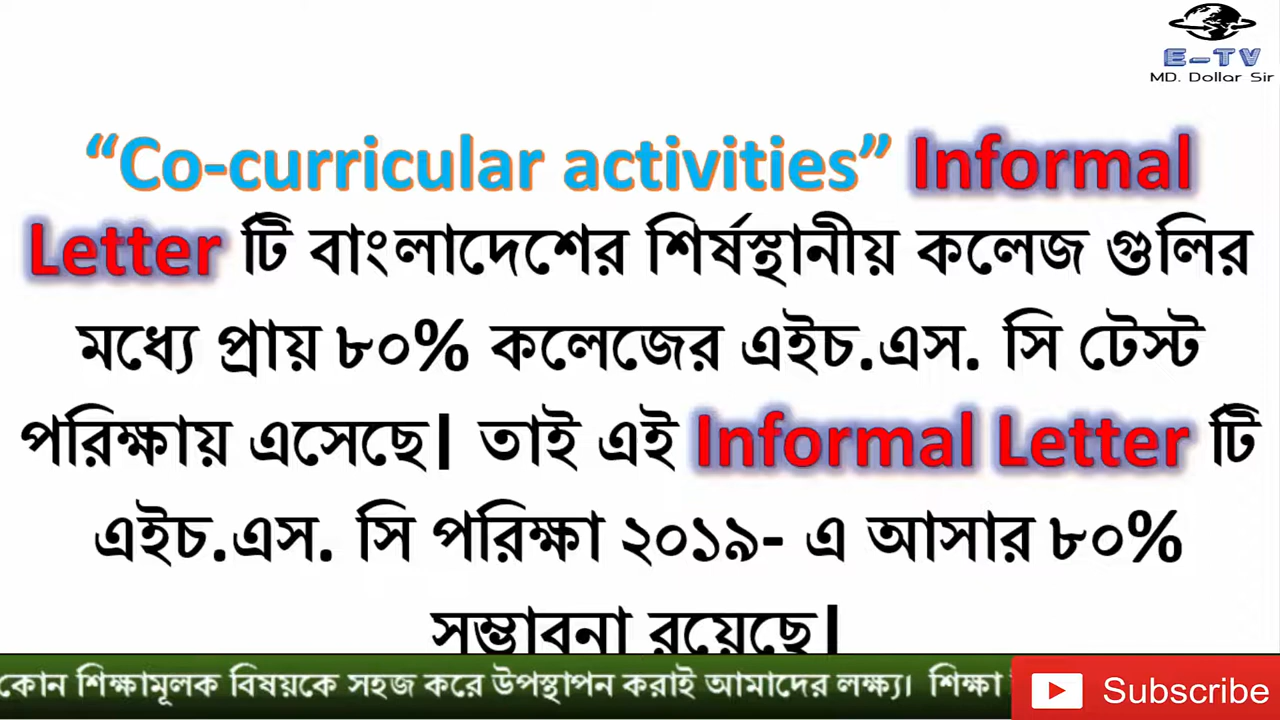 E-TV
MD. Dollar Sir
“Co-curricular activities” Informal
Letter টি বাংলাদেশের শির্ষস্থানীয় কলেজ গুলির
মধ্যে প্রায় ৮০% কলেজের এইচ.এস. সি টেস্ট
পরিক্ষায় এসেছে। তাই এই Informal Letter টি
এইচ.এস. সি পরিক্ষা ২০১৯- এ আসার ৮০%
সম্ভাবনা রয়েছে।
কোন শিক্ষামূলক বিষয়কে সহজ করে উপস্থাপন করাই আমাদের লক্ষ্য। শিক্ষা
Subscribe